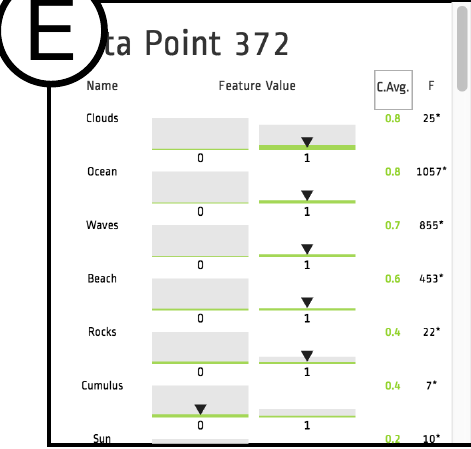 E
ta Point 372
Name Feature Value C.Avg. F
Clouds 0.8 25*
0 1
Ocean 0.8 1057*
0 1
Waves 0.7 855*
0 1
Beach 0.6 453*
0 1
Rocks 0.4 22*
0 1
Cumulus 0.4 7*
0 1
Sun 0.2 10*